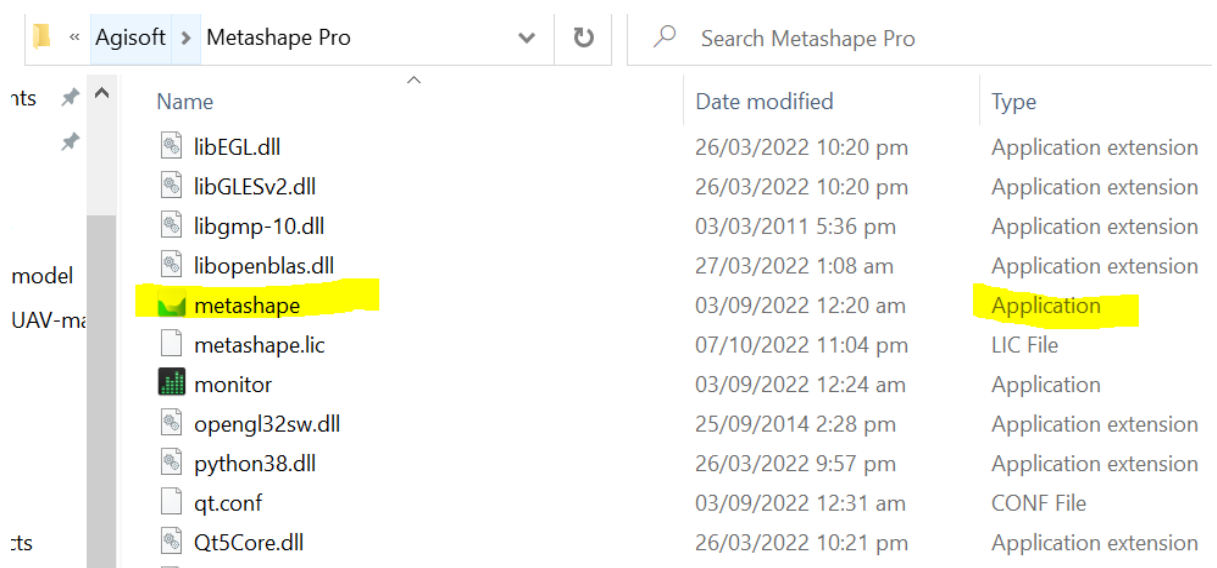 « Agisoft > Metashape Pro
Search Metashape Pro
Name Date modified Type
nts
libEGL.dll 26/03/2022 10:20 pm Application extension
libGLESv2.dll 26/03/2022 10:20 pm Application extension
libgmp-10.dll 03/03/2011 5:36 pm Application extension
model
libopenblas.dll 27/03/2022 1:08 am Application extension
UAV-ma
metashape 03/09/2022 12:20 am Application
metashape.lic 07/10/2022 11:04 pm LIC File
monitor 03/09/2022 12:24 am Application
opengl32sw.dll 25/09/2014 2:28 pm Application extension
python38.dll 26/03/2022 9:57 pm Application extension
qt.conf 03/09/2022 12:31 am CONF File
cts
Qt5Core.dll 26/03/2022 10:21 pm Application extension